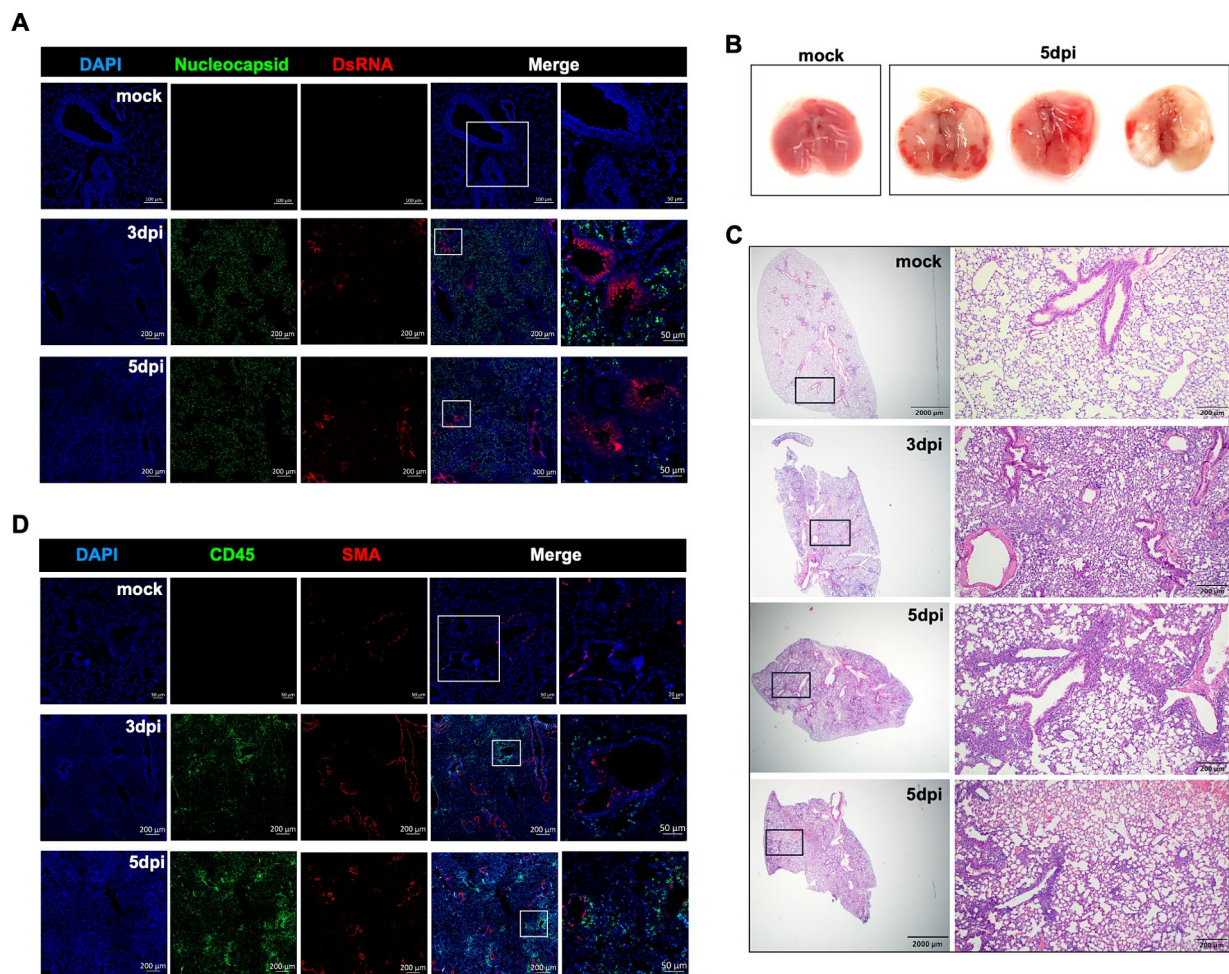 A
DAPI Nucleocapsid DsRNA Merge
mock
100 µm 100 µm 100 µm 100 µm 50 µm
3dpi
200 µm 200 µm 200 µm 200 µm 50 µm
5dpi
200 µm 200 µm 200 µm 200 µm 50 µm
B
mock 5dpi
C
mock
2000 µm 200 µm
3dpi
2000 µm 200 µm
5dpi
200 µm
5dpi
2000 µm 200 µm
D
DAPI CD45 SMA Merge
mock
50 µm 50 µm 50 µm 50 µm 20 µm
3dpi
200 µm 200 µm 200 µm 200 µm 50 µm
5dpi
200 µm 200 µm 200 µm 200 µm 50 µm